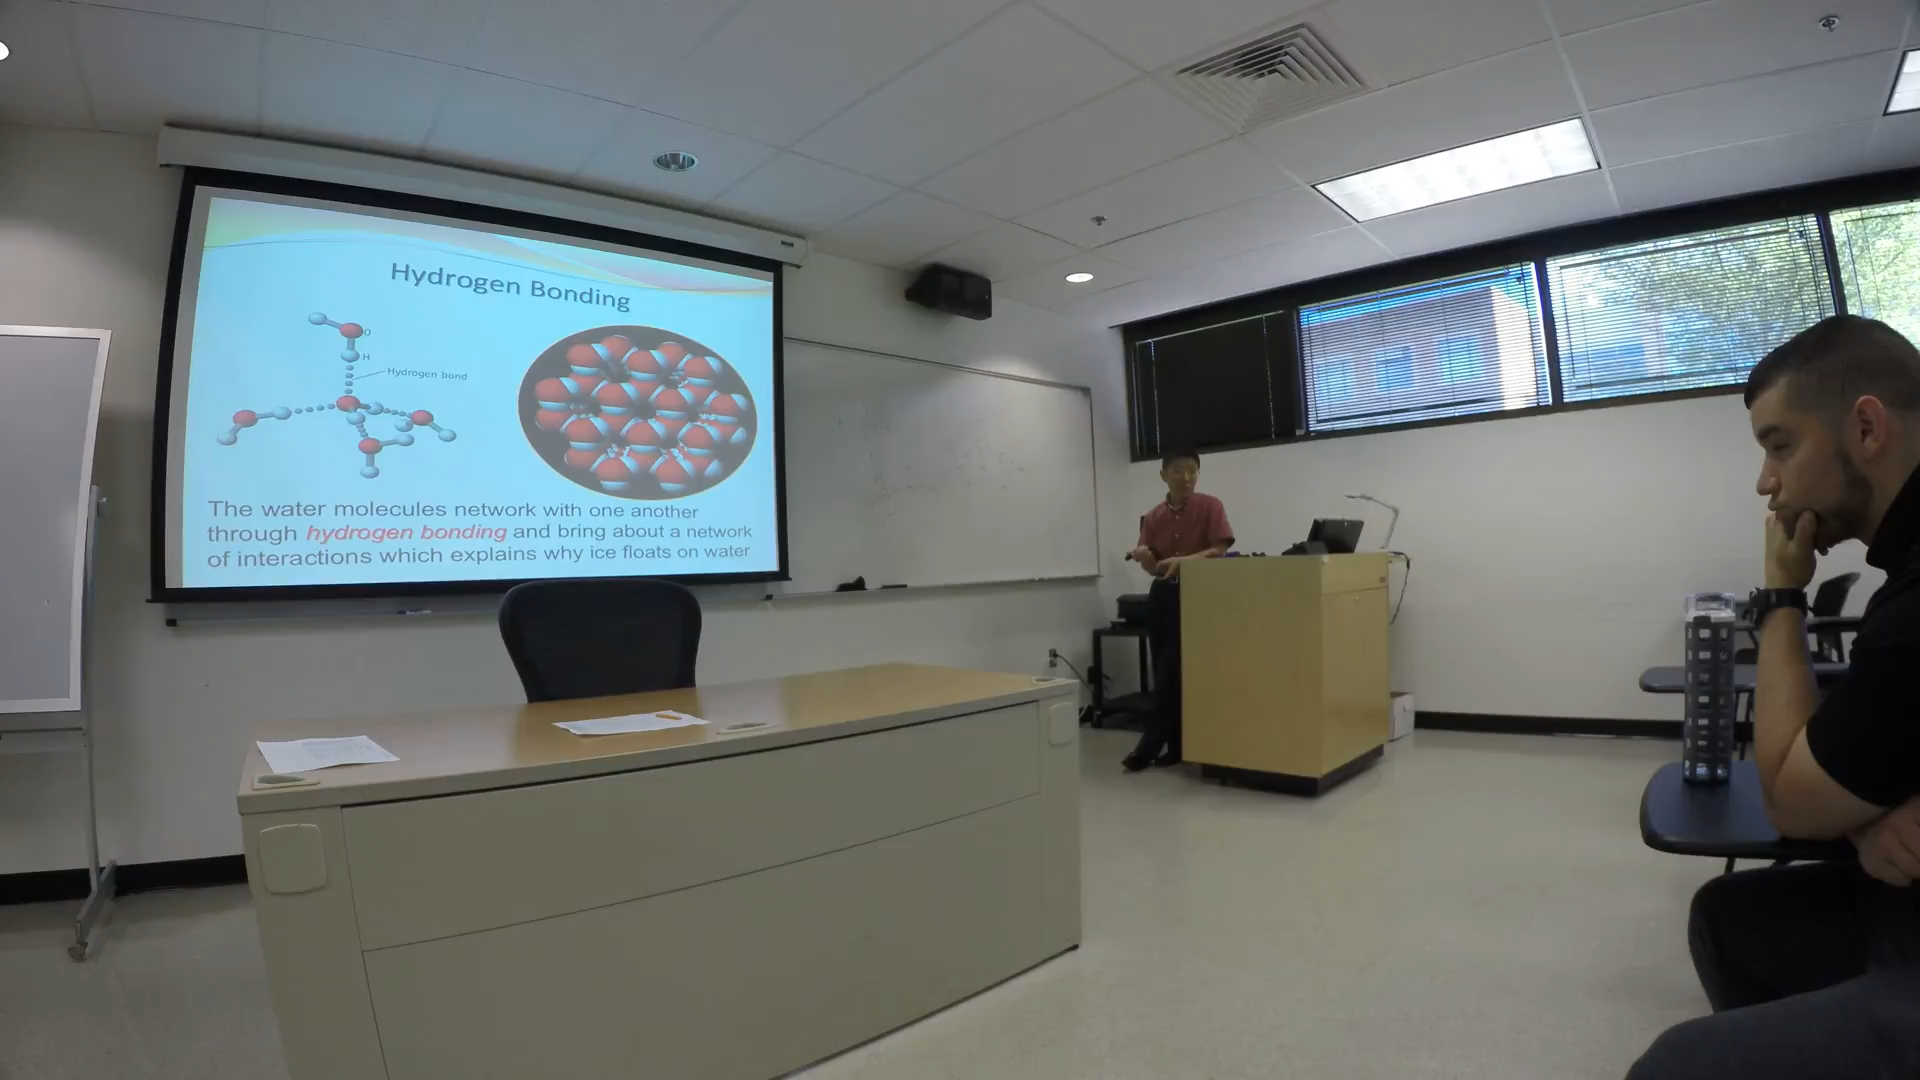 Hydrogen Bonding
O
H
Hydrogen bond
The water molecules network with one another
through hydrogen bonding and bring about a network
of interactions which explains why ice floats on water